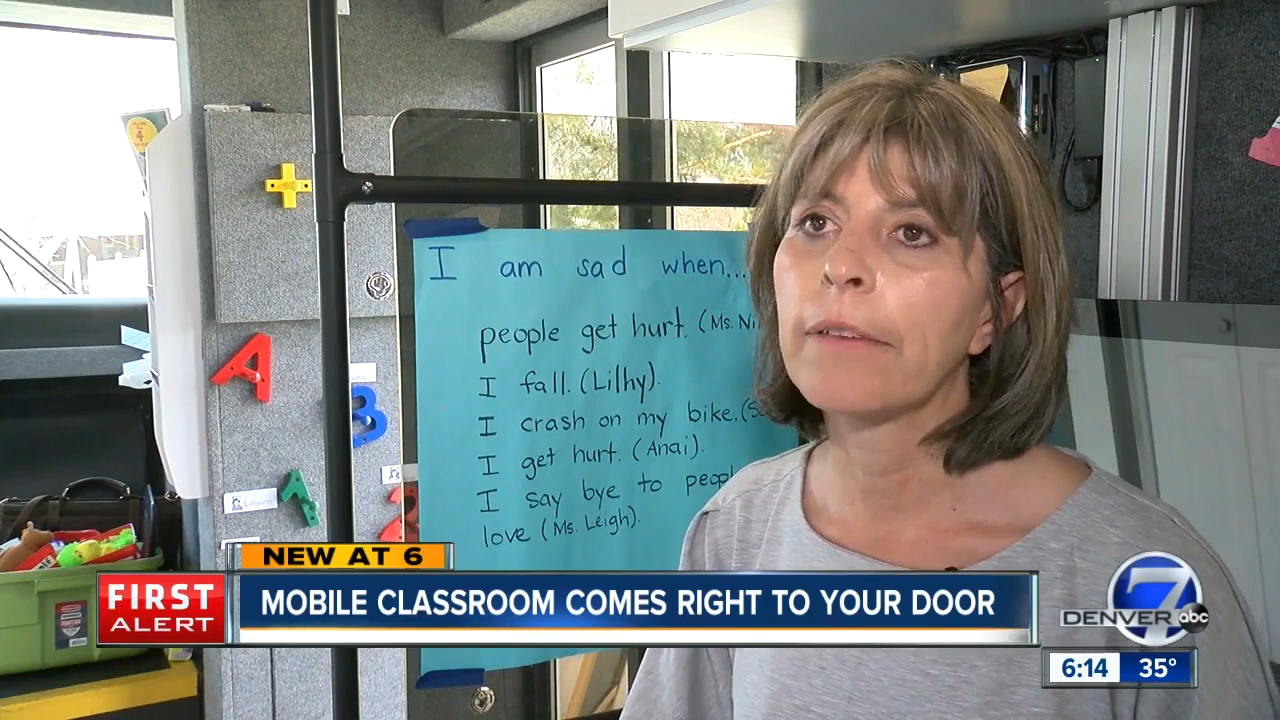 I am sad when...
people get hurt. (Ms.
I fall. (Lilhy).
I crash on my bike.
I get hurt. (Anai).
I say bye to
love (Ms. Leigh).
A
B
4
NEW AT 6
FIRST
ALERT
MOBILE CLASSROOM COMES RIGHT TO YOUR DOOR
DENVER 7 abc
6:14 35°